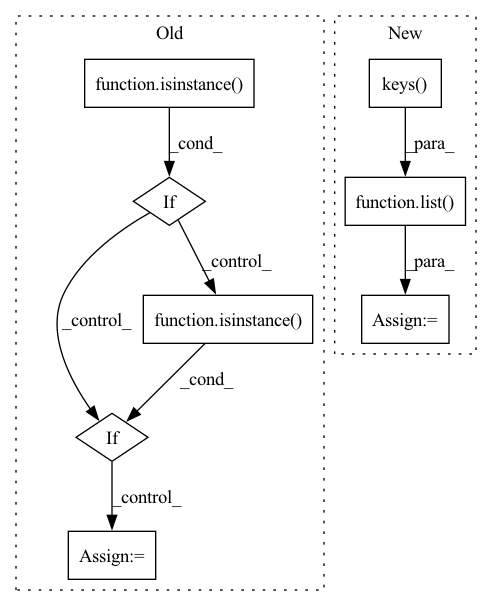 Old
New
function.isinstance()
keys()
_cond_
_para_
If
function.list()
_control_
_para_
_control_
function.isinstance()
Assign:=
_cond_
If
_control_
Assign:=